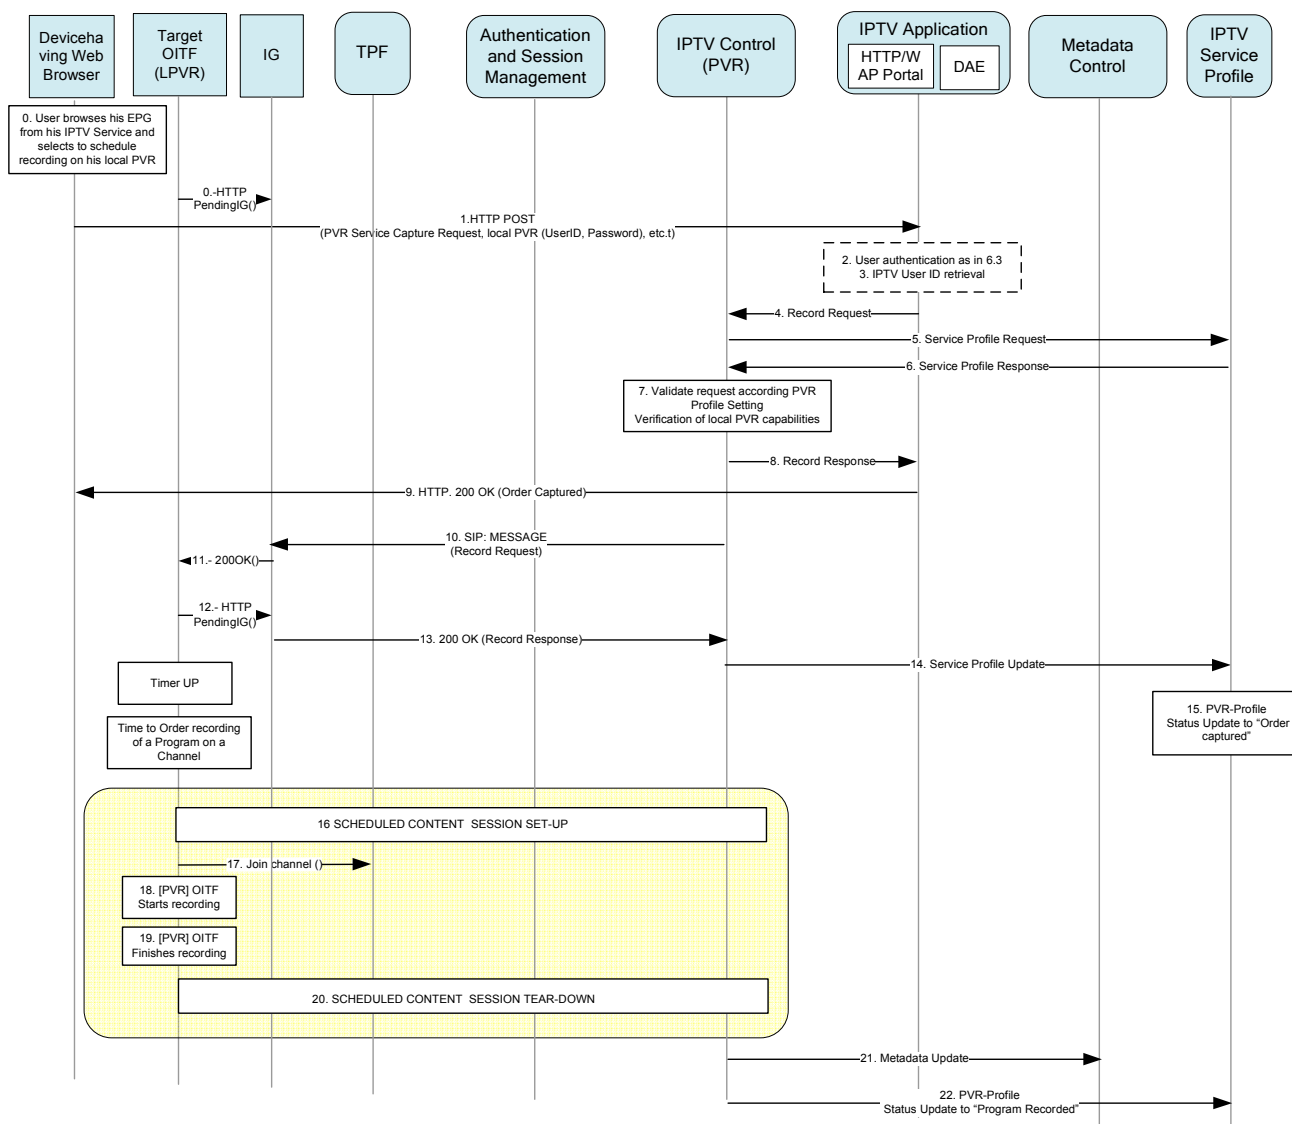 Deviceha
ving Web
Browser
Target
OITF
(LPVR)
IG
TPF
Authentication
and Session
Management
IPTV Control
(PVR)
IPTV Application
HTTP/W
AP Portal
DAE
Metadata
Control
IPTV
Service
Profile
0. User browses his EPG
from his IPTV Service and
selects to schedule
recording on his local PVR
0.-HTTP
PendingIG()
1.HTTP POST
(PVR Service Capture Request, local PVR (UserID, Password), etc.t)
2. User authentication as in 6.3
3. IPTV User ID retrieval
4. Record Request
5. Service Profile Request
6. Service Profile Response
7. Validate request according PVR
Profile Setting
Verification of local PVR capabilities
8. Record Response
9. HTTP. 200 OK (Order Captured)
10. SIP: MESSAGE
(Record Request)
11.- 200OK()
12.- HTTP
PendingIG()
13. 200 OK (Record Response)
14. Service Profile Update
Timer UP
15. PVR-Profile
Status Update to “Order
captured”
Time to Order recording
of a Program on a
Channel
16 SCHEDULED CONTENT SESSION SET-UP
17. Join channel ()
18. [PVR] OITF
Starts recording
19. [PVR] OITF
Finishes recording
20. SCHEDULED CONTENT SESSION TEAR-DOWN
21. Metadata Update
22. PVR-Profile
Status Update to “Program Recorded”